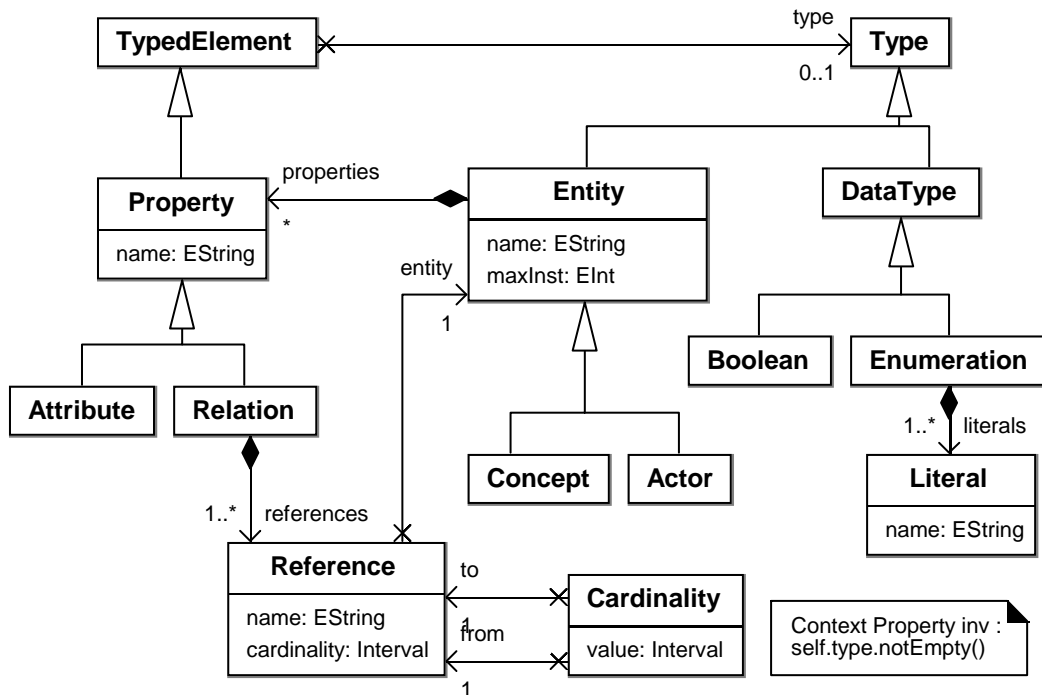 TypedElement
type
Type
0..1
properties
Property
*
name: EString
Entity
name: EString
maxInst: EInt
DataType
entity
1
Boolean
Enumeration
Attribute
Relation
1..*
literals
Concept
Actor
Literal
name: EString
1..*
references
Reference
name: EString
cardinality: Interval
to
1
from
1
Cardinality
value: Interval
Context Property inv :
self.type.notEmpty()